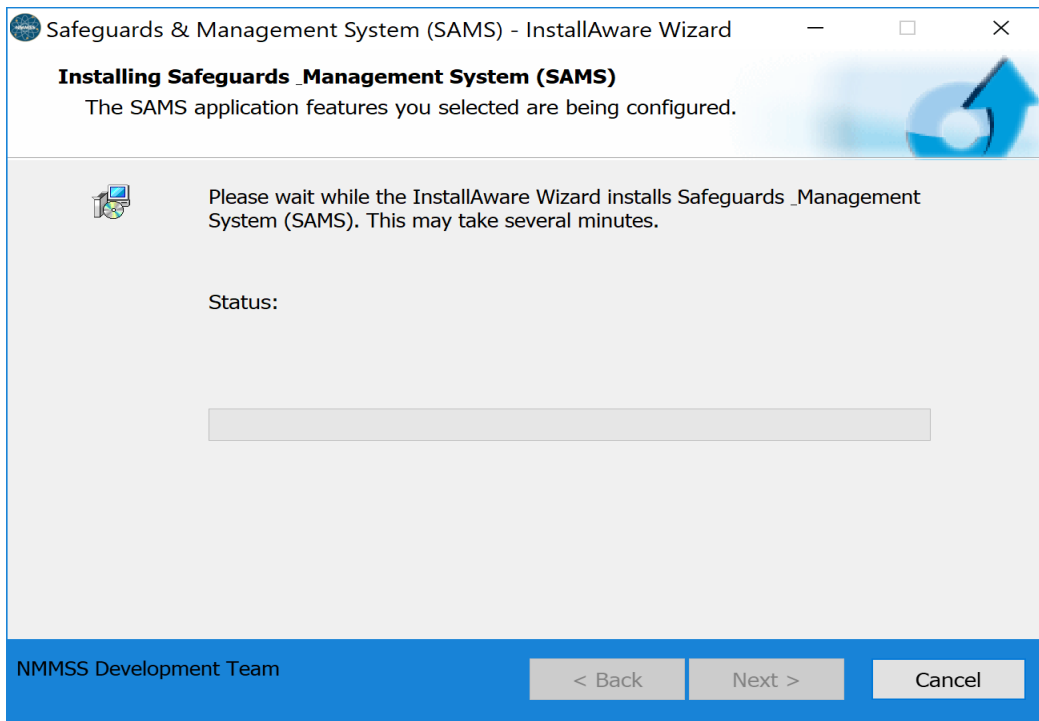 Safeguards & Management System (SAMS) - InstallAware Wizard
Installing Safeguards _Management System (SAMS)
The SAMS application features you selected are being configured.
Please wait while the InstallAware Wizard installs Safeguards _Management
System (SAMS). This may take several minutes.
Status:
NMMSS Development Team
< Back
Next >
Cancel